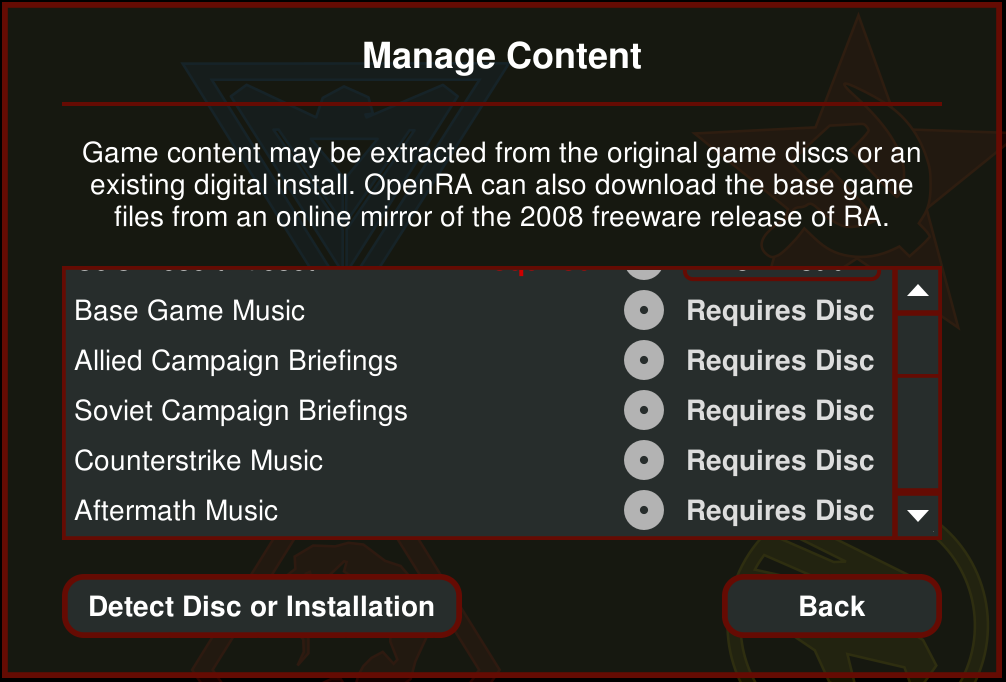 Manage Content
Game content may be extracted from the original game discs or an
existing digital install. OpenRA can also download the base game
files from an online mirror of the 2008 freeware release of RA.
Base Game Music Requires Disc
Allied Campaign Briefings Requires Disc
Soviet Campaign Briefings Requires Disc
Counterstrike Music Requires Disc
Aftermath Music Requires Disc
Detect Disc or Installation Back